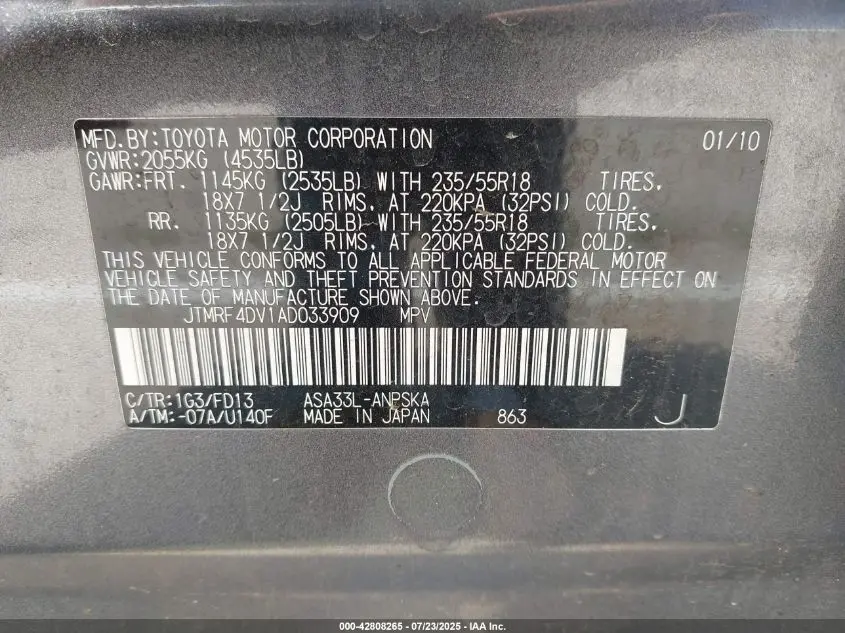 MFD.BY:TOYOTA MOTOR CORPORATION 01/10
GVWR:2055KG (4535LB)
GAWR:FRT. 1145KG (2535LB) WITH 235/55R18 TIRES,
18X7 1/2J RIMS, AT 220KPA (32PSI) COLD.
RR. 1135KG (2505LB) WITH 235/55R18 TIRES,
18X7 1/2J RIMS, AT 220KPA (32PSI) COLD.
THIS VEHICLE CONFORMS TO ALL APPLICABLE FEDERAL MOTOR
VEHICLE SAFETY AND THEFT PREVENTION STANDARDS IN EFFECT ON
THE DATE OF MANUFACTURE SHOWN ABOVE.
JTMRF4DV1AD033909 MPV
C/TR:1G3/FD13 ASA33L-ANPSKA
A/TM:-07A/U140F MADE IN JAPAN 863 J
000-42808265 - 07/23/2025 - IAA Inc.